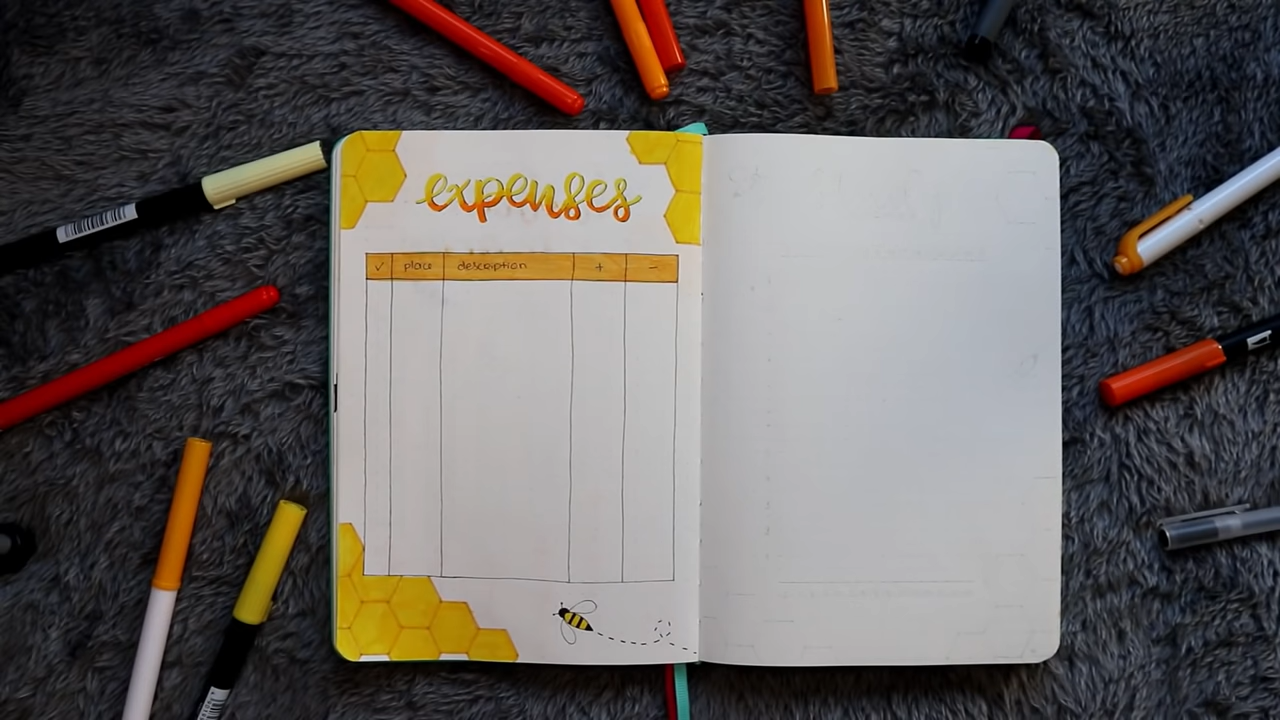 expenses
✓ place description + -